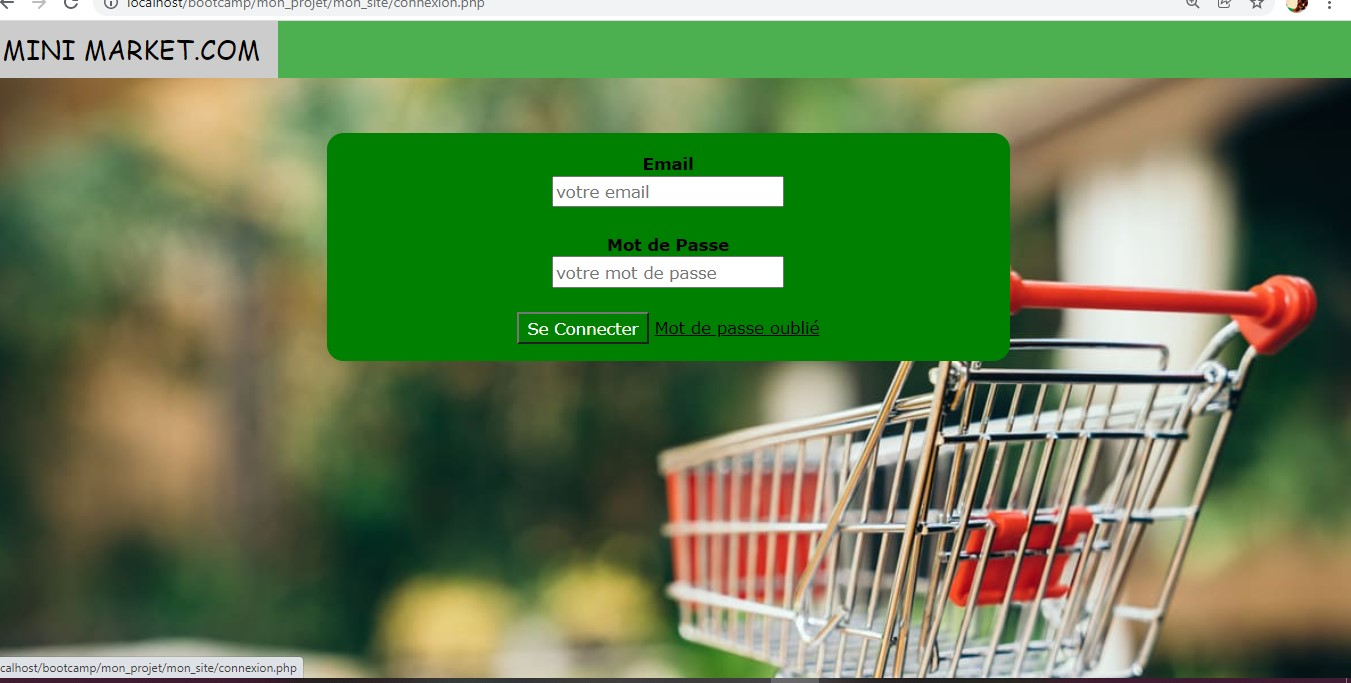 localhost/bootcamp/mon_projet/mon_site/connexion.php
MINI MARKET.COM
Email
votre email
Mot de Passe
votre mot de passe
Se Connecter Mot de passe oublié
calhost/bootcamp/mon_projet/mon_site/connexion.php